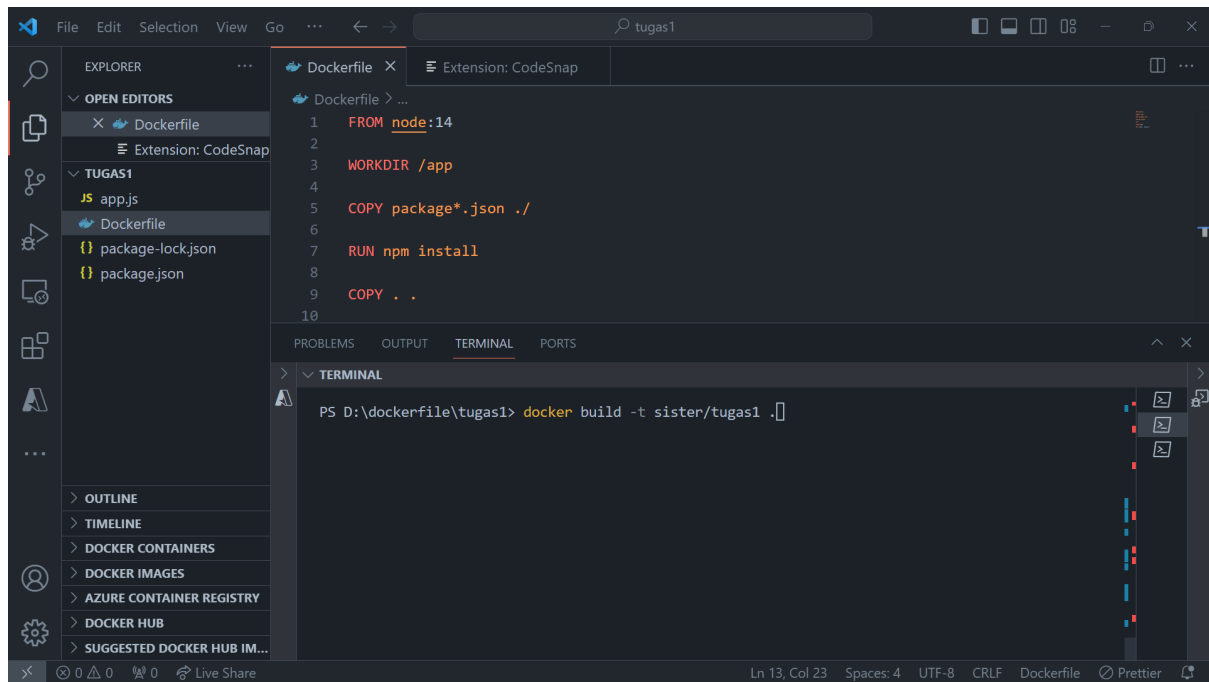 File Edit Selection View Go ··· tugas1
EXPLORER ···
OPEN EDITORS
Dockerfile
Extension: CodeSnap
TUGAS1
JS app.js
Dockerfile
{} package-lock.json
{} package.json
OUTLINE
TIMELINE
DOCKER CONTAINERS
DOCKER IMAGES
AZURE CONTAINER REGISTRY
DOCKER HUB
SUGGESTED DOCKER HUB IM...
Dockerfile Extension: CodeSnap
Dockerfile > ...
1 FROM node:14
2
3 WORKDIR /app
4
5 COPY package*.json ./
6
7 RUN npm install
8
9 COPY . .
10
PROBLEMS OUTPUT TERMINAL PORTS
TERMINAL
PS D:\dockerfile\tugas1> docker build -t sister/tugas1 .
0 0 0 Live Share Ln 13, Col 23 Spaces: 4 UTF-8 CRLF Dockerfile Prettier